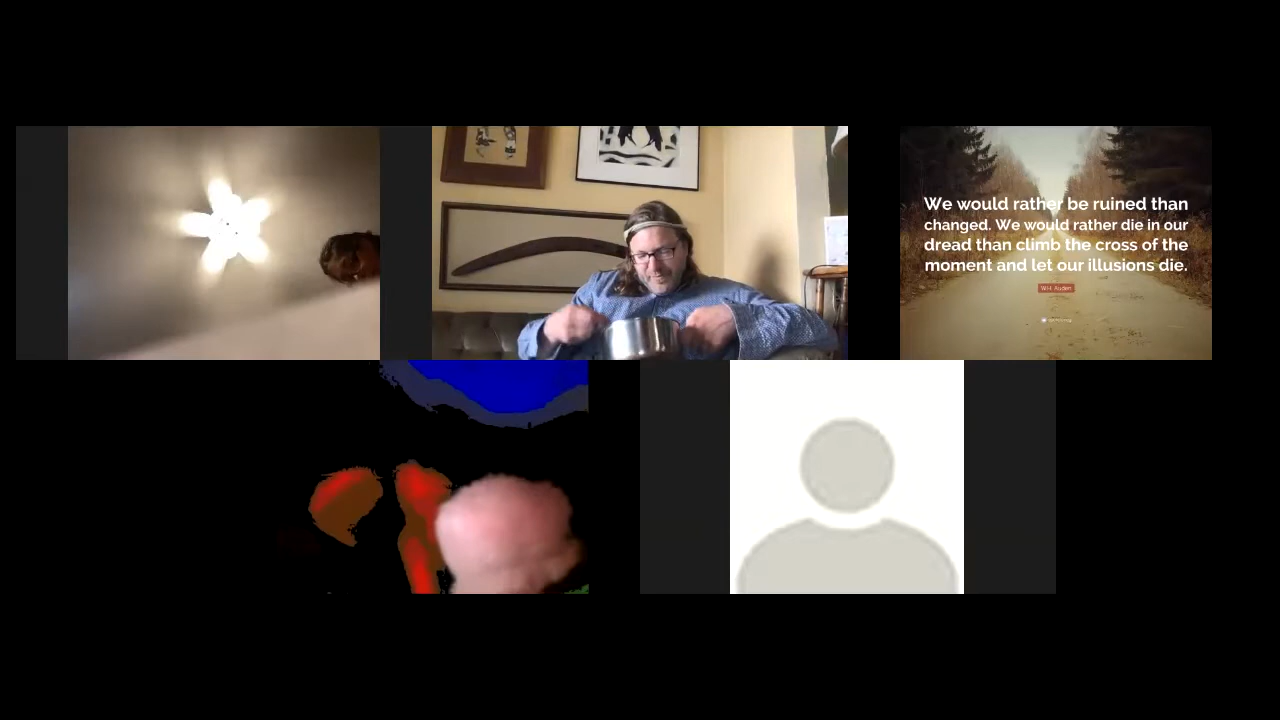 We would rather be ruined than
changed. We would rather die in our
dread than climb the cross of the
moment and let our illusions die.
W.H. Auden